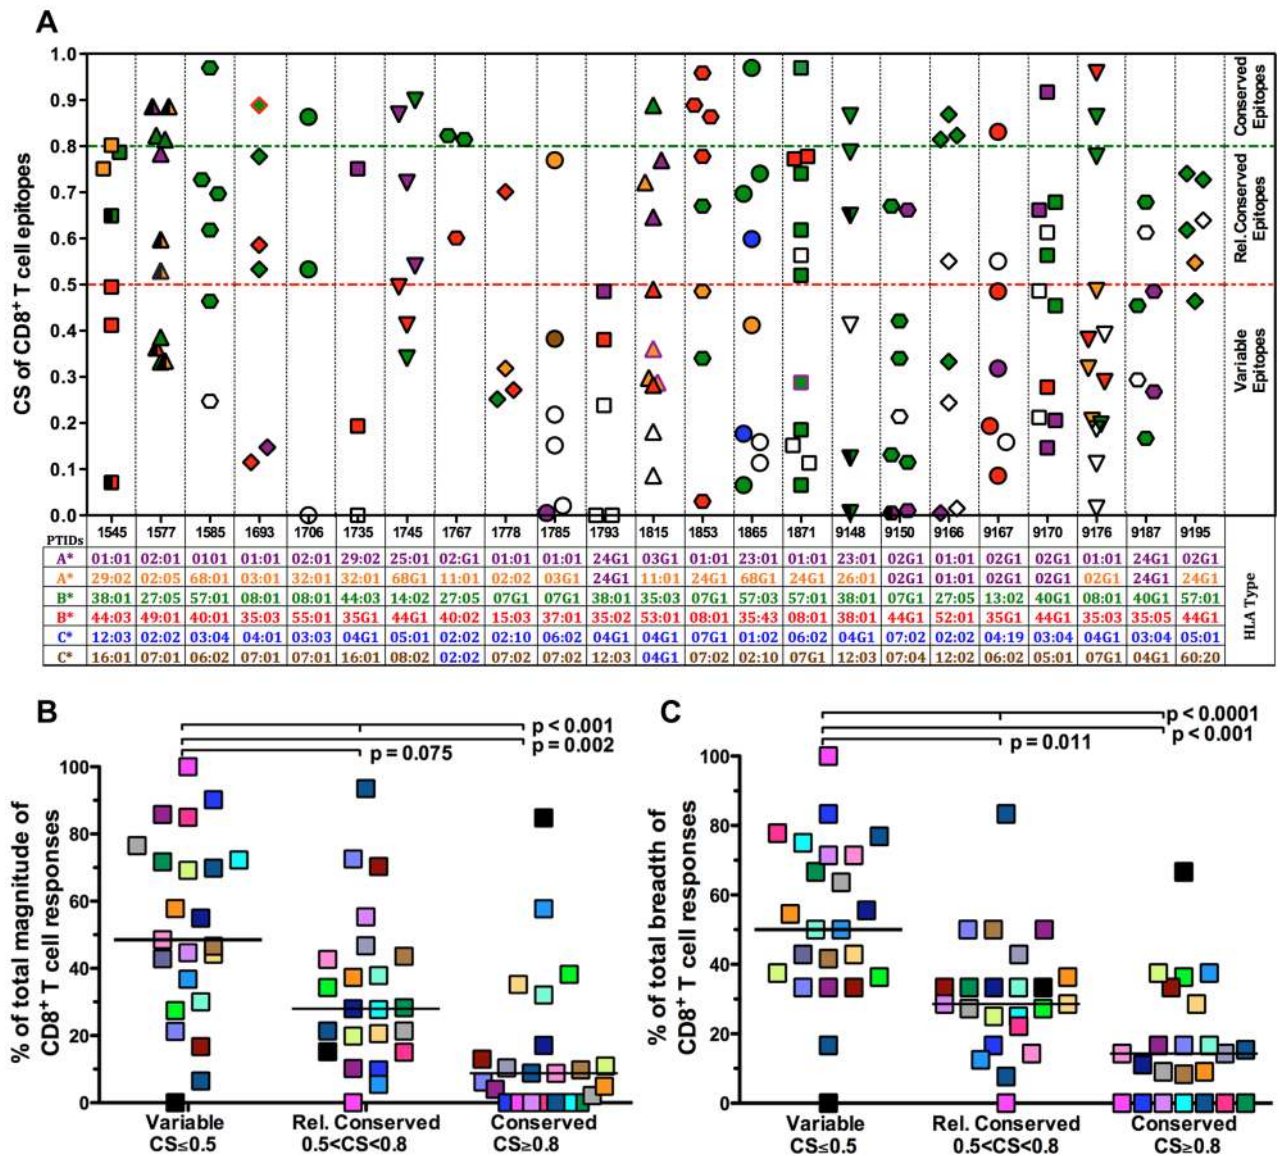 A
CS of CD8+ T cell epitopes
1.0
0.9
0.8
0.7
0.6
0.5
0.4
0.3
0.2
0.1
0.0
Conserved Epitopes
Rel. Conserved Epitopes
Variable Epitopes
PTIDs 1545 1577 1585 1693 1706 1735 1745 1767 1778 1785 1793 1815 1853 1865 1871 9148 9150 9166 9167 9170 9176 9187 9195
A* 01:01 02:01 0101 01:01 02:01 29:02 25:01 02:G1 01:01 01:01 24G1 03G1 01:01 23:01 01:01 23:01 02G1 01:01 02G1 02G1 01:01 24G1 02G1
A* 29:02 02:05 68:01 03:01 32:01 32:01 68G1 11:01 02:02 03G1 24G1 11:01 24G1 68G1 24G1 26:01 02G1 01:01 02G1 02G1 02G1 24G1 24G1
B* 38:01 27:05 57:01 08:01 08:01 44:03 14:02 27:05 07G1 07G1 38:01 35:03 07G1 57:03 57:01 38:01 07G1 27:05 13:02 40G1 08:01 40G1 57:01
B* 44:03 49:01 40:01 35:03 55:01 35G1 44G1 40:02 15:03 37:01 35:02 53:01 08:01 35:43 08:01 38:01 44G1 52:01 35G1 44G1 35:03 35:05 44G1
C* 12:03 02:02 03:04 04:01 03:03 04G1 05:01 02:02 02:10 06:02 04G1 04G1 07G1 01:02 06:02 04G1 07:02 02:02 04:19 03:04 04G1 03:04 05:01
C* 16:01 07:01 06:02 07:01 07:01 16:01 08:02 02:02 07:02 07:02 12:03 04G1 07:02 02:10 07G1 12:03 07:04 12:02 06:02 05:01 07G1 04G1 60:20
HLA Type
B
% of total magnitude of
CD8+ T cell responses
p < 0.001
p = 0.002
p = 0.075
100
80
60
40
20
0
Variable Rel. Conserved Conserved
CS≤0.5 0.5<CS<0.8 CS≥0.8
C
% of total breadth of
CD8+ T cell responses
p < 0.0001
p < 0.001
p = 0.011
100
80
60
40
20
0
Variable Rel. Conserved Conserved
CS≤0.5 0.5<CS<0.8 CS≥0.8